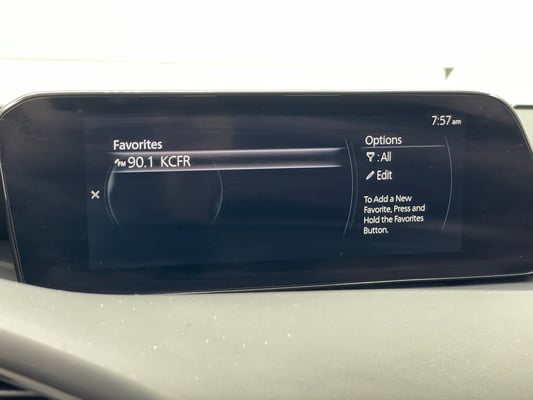 7:57 am
Favorites
FM 90.1 KCFR
Options
: All
Edit
To Add a New
Favorite, Press and
Hold the Favorites
Button.